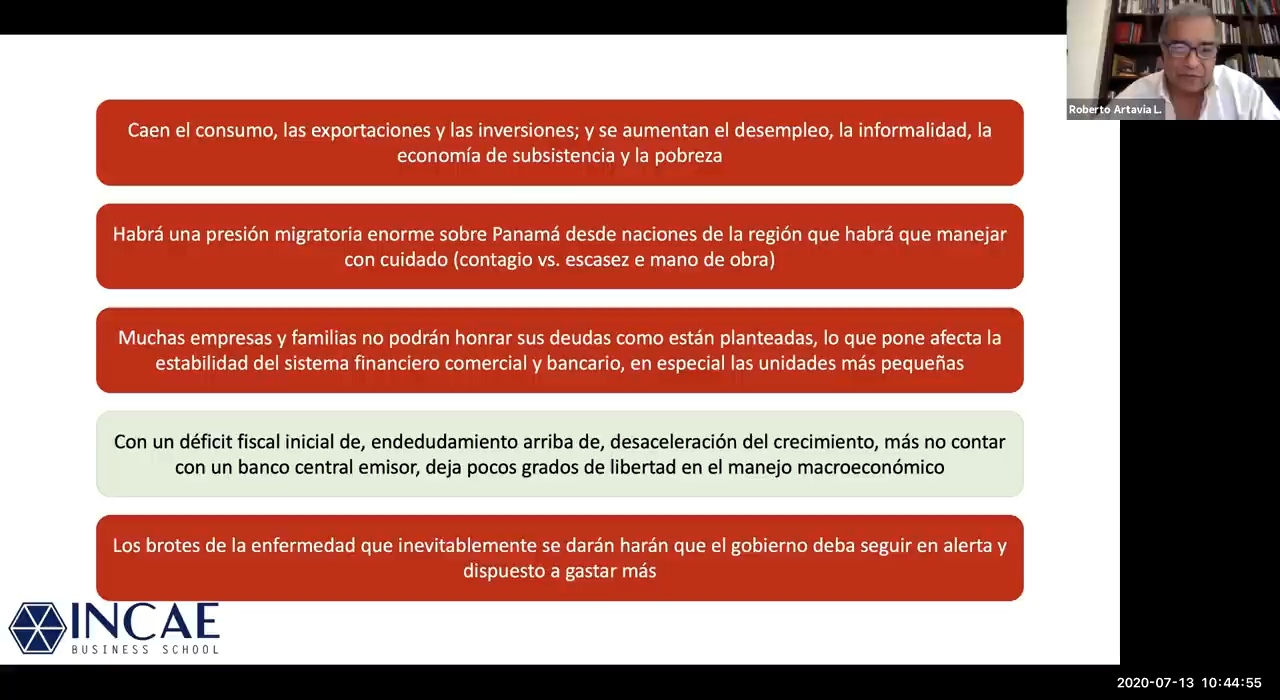 Roberto Artavia L.
Caen el consumo, las exportaciones y las inversiones; y se aumentan el desempleo, la informalidad, la
economía de subsistencia y la pobreza
Habrá una presión migratoria enorme sobre Panamá desde naciones de la región que habrá que manejar
con cuidado (contagio vs. escasez e mano de obra)
Muchas empresas y familias no podrán honrar sus deudas como están planteadas, lo que pone afecta la
estabilidad del sistema financiero comercial y bancario, en especial las unidades más pequeñas
Con un déficit fiscal inicial de, endedudamiento arriba de, desaceleración del crecimiento, más no contar
con un banco central emisor, deja pocos grados de libertad en el manejo macroeconómico
Los brotes de la enfermedad que inevitablemente se darán harán que el gobierno deba seguir en alerta y
dispuesto a gastar más
INCAE
BUSINESS SCHOOL
2020-07-13 10:44:55